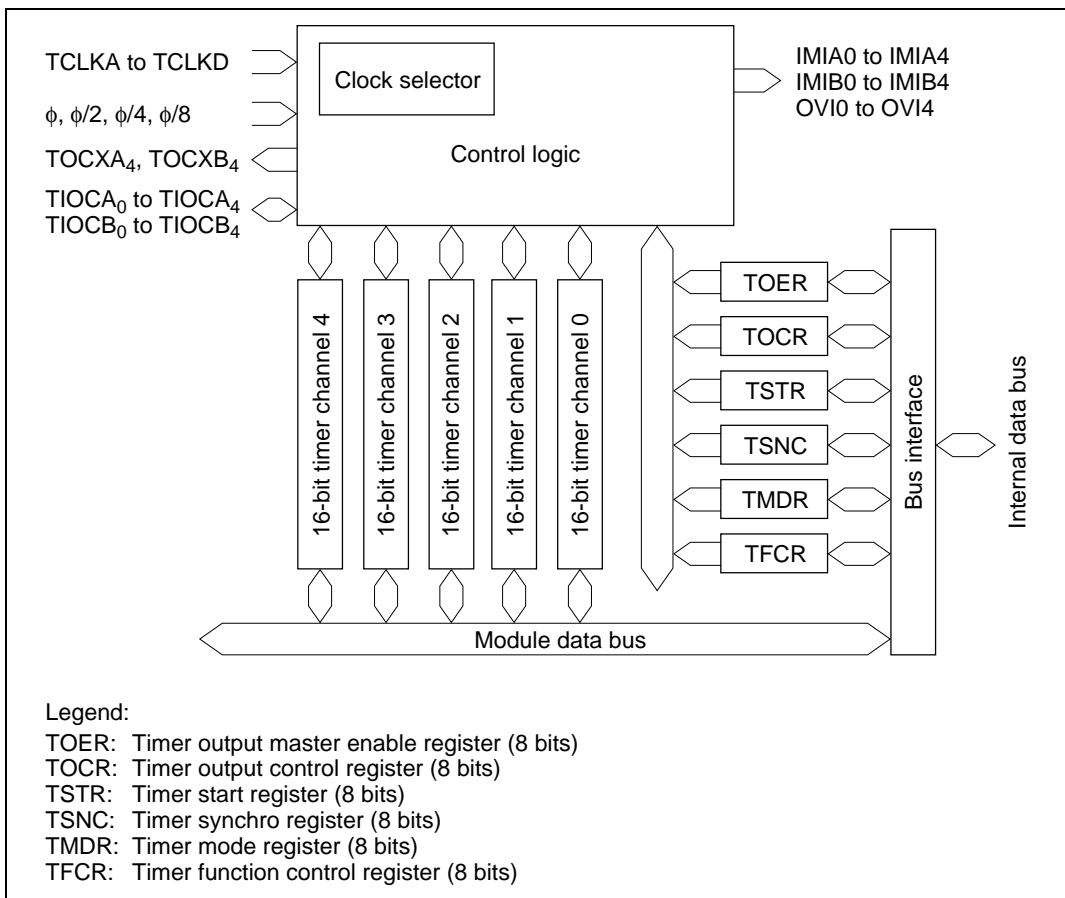 TCLKA to TCLKD
ϕ, ϕ/2, ϕ/4, ϕ/8
TOCXA₄, TOCXB₄
TIOCA₀ to TIOCA₄
TIOCB₀ to TIOCB₄
Clock selector
Control logic
IMIA0 to IMIA4
IMIB0 to IMIB4
OVI0 to OVI4
16-bit timer channel 4
16-bit timer channel 3
16-bit timer channel 2
16-bit timer channel 1
16-bit timer channel 0
TOER
TOCR
TSTR
TSNC
TMDR
TFCR
Bus interface
Internal data bus
Module data bus
Legend:
TOER: Timer output master enable register (8 bits)
TOCR: Timer output control register (8 bits)
TSTR: Timer start register (8 bits)
TSNC: Timer synchro register (8 bits)
TMDR: Timer mode register (8 bits)
TFCR: Timer function control register (8 bits)